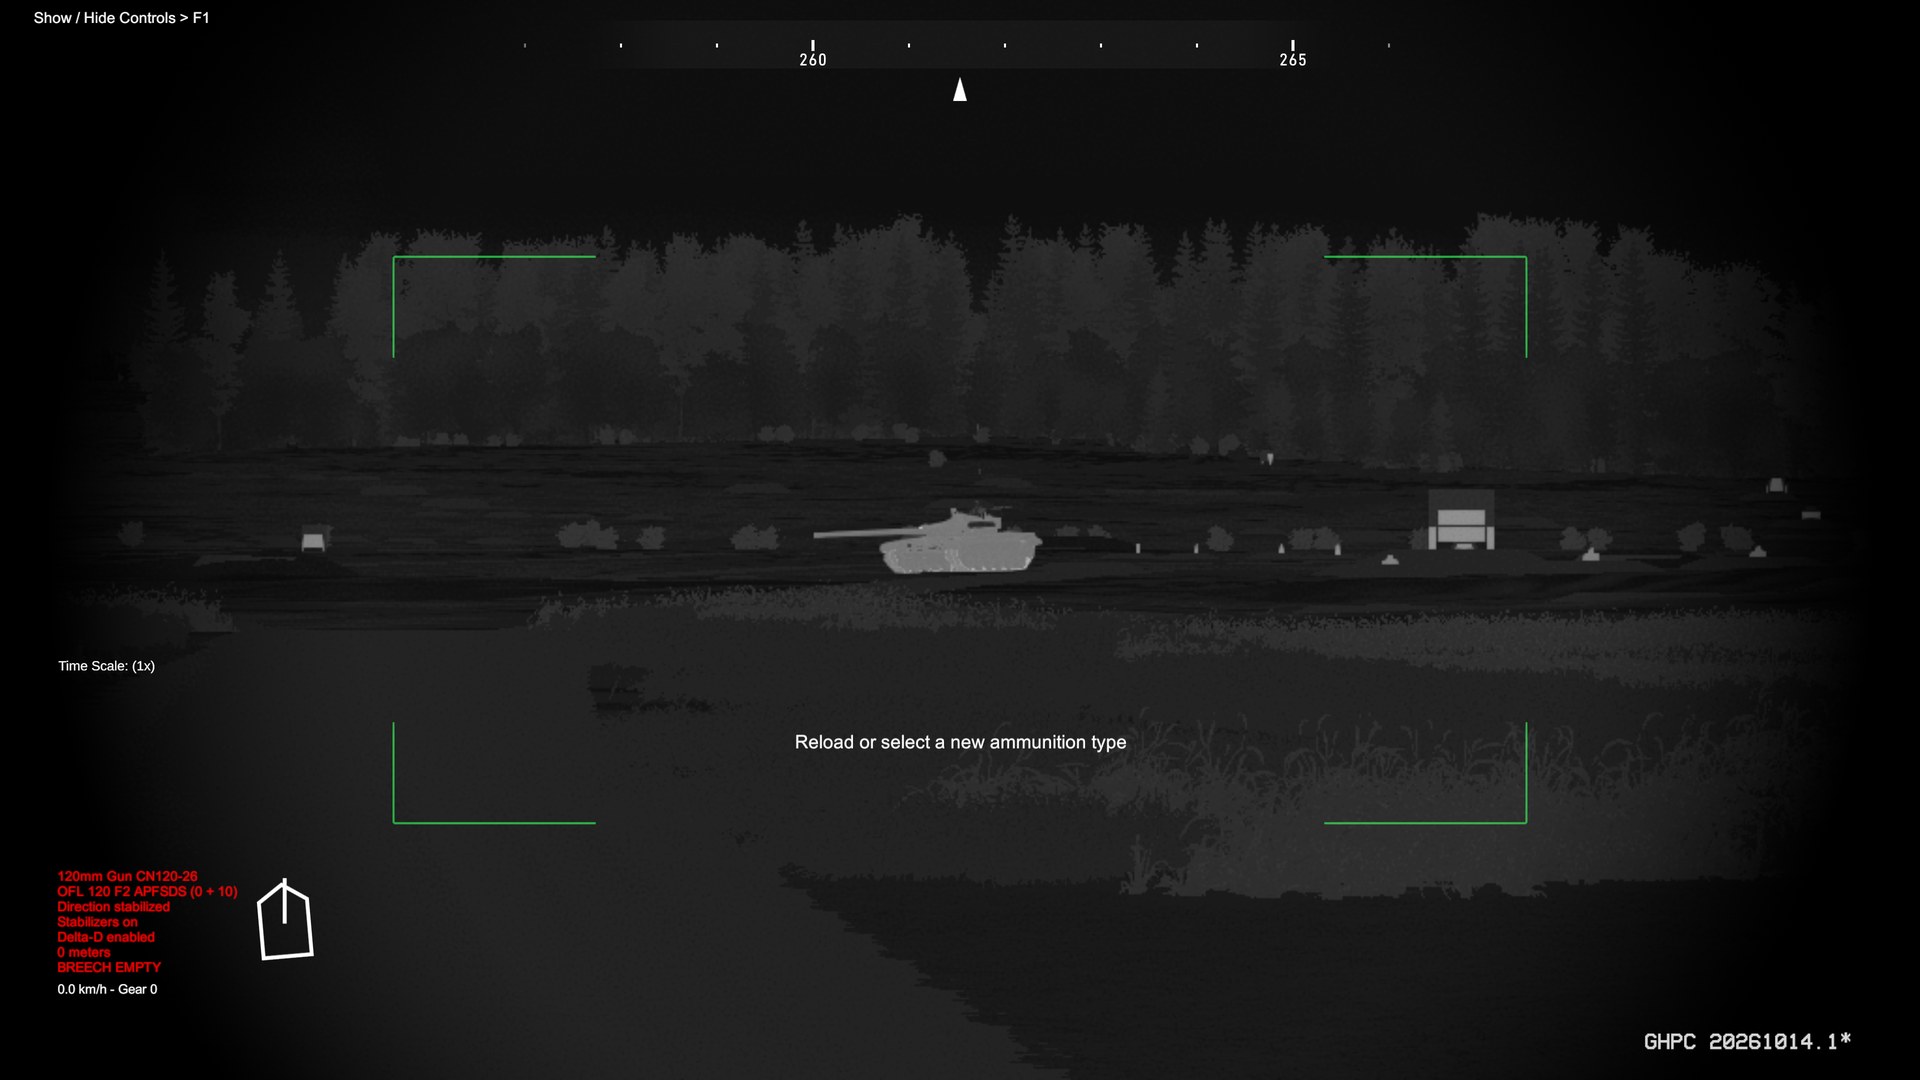 Show / Hide Controls > F1
260
265
Time Scale: (1x)
Reload or select a new ammunition type
120mm Gun CN120-26
OFL 120 F2 APFSDS (0 + 10)
Direction stabilized
Stabilizers on
Delta-D enabled
0 meters
BREECH EMPTY
0.0 km/h - Gear 0
GHPC 20261014.1*